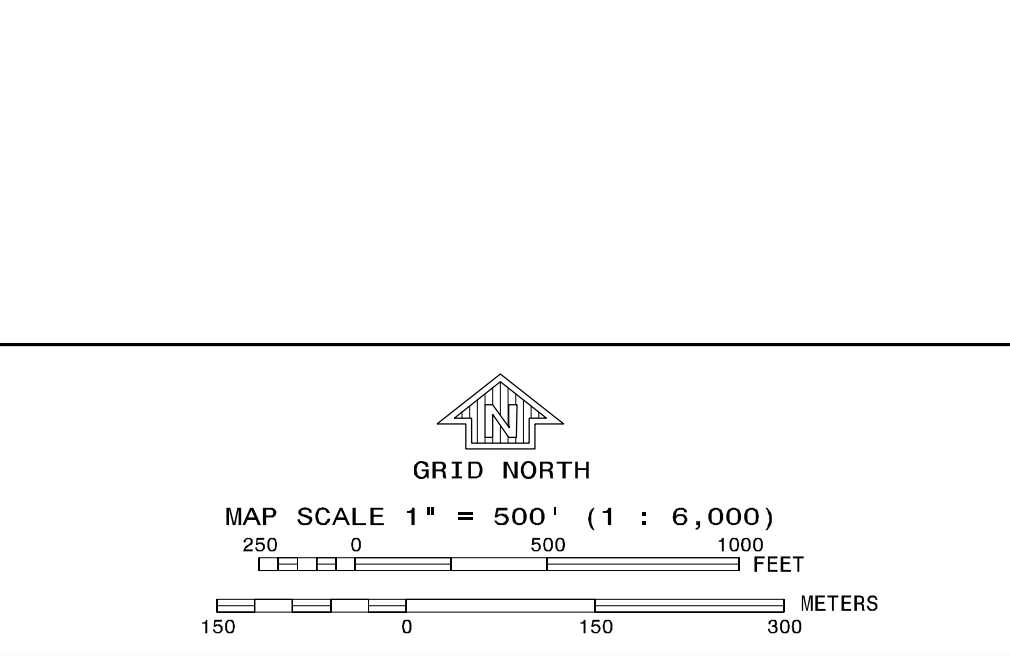 N
GRID NORTH
MAP SCALE 1" = 500' (1 : 6,000)
250 0 500 1000
FEET
METERS
150 0 150 300